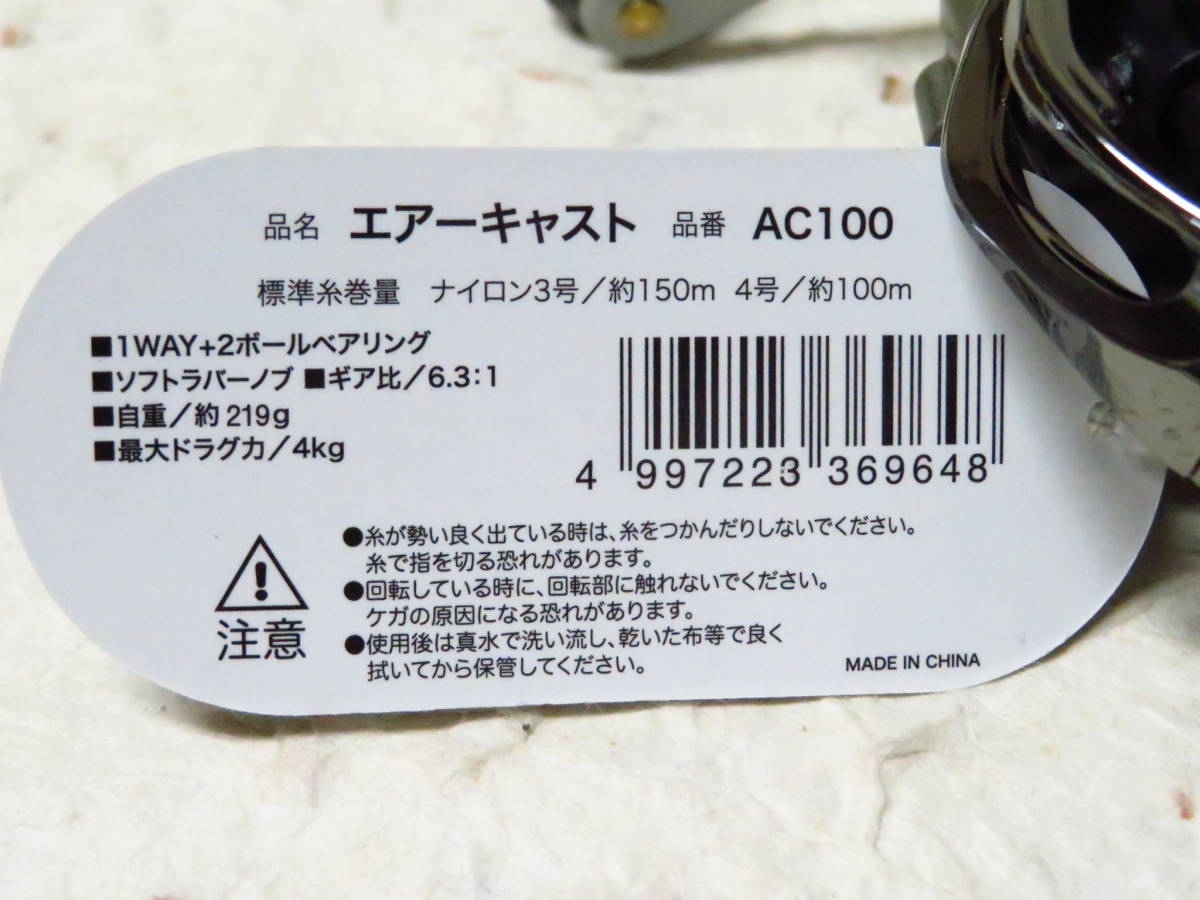 品名 エアーキャスト 品番 AC100
標準糸巻量 ナイロン3号/約150m 4号/約100m
■1WAY+2ボールベアリング
■ソフトラバーノブ ■ギア比/6.3:1
■自重/約219g
■最大ドラグ力/4kg
4 997223 369648
注意
●糸が勢い良く出ている時は、糸をつかんだりしないでください。
糸で指を切る恐れがあります。
●回転している時に、回転部に触れないでください。
ケガの原因になる恐れがあります。
●使用後は真水で洗い流し、乾いた布等で良く
拭いてから保管してください。
MADE IN CHINA